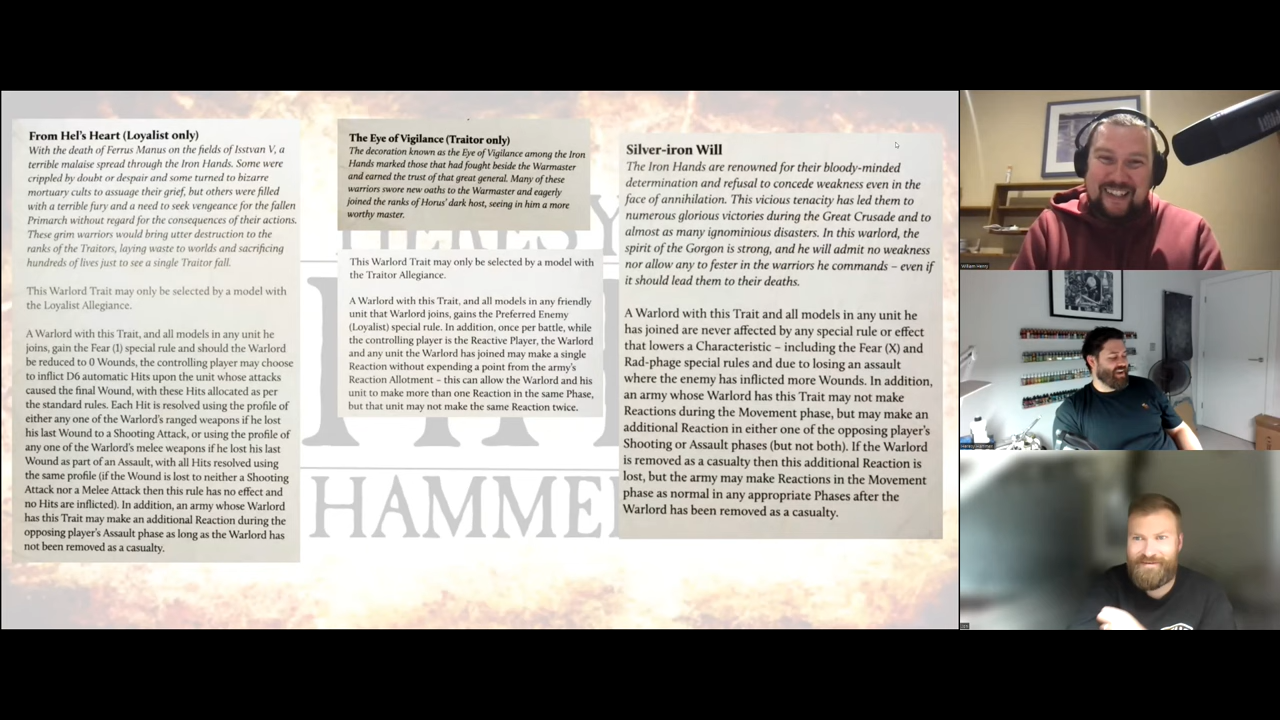 From Hel's Heart (Loyalist only)
With the death of Ferrus Manus on the fields of Isstvan V, a
terrible malaise spread through the Iron Hands. Some were
crippled by doubt or despair and some turned to bizarre
mortuary cults to assuage their grief, but others were filled
with a terrible fury and a need to seek vengeance for the fallen
Primarch without regard for the consequences of their actions.
These grim warriors would bring utter destruction to the
ranks of the Traitors, laying waste to worlds and sacrificing
hundreds of lives just to see a single Traitor fall.
This Warlord Trait may only be selected by a model with
the Loyalist Allegiance.
A Warlord with this Trait, and all models in any unit he
joins, gain the Fear (1) special rule and should the Warlord
be reduced to 0 Wounds, the controlling player may choose
to inflict D6 automatic Hits upon the unit whose attacks
caused the final Wound, with these Hits allocated as per
the standard rules. Each Hit is resolved using the profile of
either any one of the Warlord's ranged weapons if he lost
his last Wound to a Shooting Attack, or using the profile of
any one of the Warlord's melee weapons if he lost his last
Wound as part of an Assault, with all Hits resolved using
the same profile (if the Wound is lost to neither a Shooting
Attack nor a Melee Attack then this rule has no effect and
no Hits are inflicted). In addition, an army whose Warlord
has this Trait may make an additional Reaction during the
opposing player's Assault phase as long as the Warlord has
not been removed as a casualty.
The Eye of Vigilance (Traitor only)
The decoration known as the Eye of Vigilance among the Iron
Hands marked those that had fought beside the Warmaster
and earned the trust of that great general. Many of these
warriors swore new oaths to the Warmaster and eagerly
joined the ranks of Horus' dark host, seeing in him a more
worthy master.
This Warlord Trait may only be selected by a model with
the Traitor Allegiance.
A Warlord with this Trait, and all models in any friendly
unit that Warlord joins, gains the Preferred Enemy
(Loyalist) special rule. In addition, once per battle, while
the controlling player is the Reactive Player, the Warlord
and any unit the Warlord has joined may make a single
Reaction without expending a point from the army's
Reaction Allotment – this can allow the Warlord and his
unit to make more than one Reaction in the same Phase,
but that unit may not make the same Reaction twice.
Silver-iron Will
The Iron Hands are renowned for their bloody-minded
determination and refusal to concede weakness even in the
face of annihilation. This vicious tenacity has led them to
numerous glorious victories during the Great Crusade and to
almost as many ignominious disasters. In this warlord, the
spirit of the Gorgon is strong, and he will admit no weakness
nor allow any to fester in the warriors he commands – even if
it should lead them to their deaths.
A Warlord with this Trait and all models in any unit he
has joined are never affected by any special rule or effect
that lowers a Characteristic – including the Fear (X) and
Rad-phage special rules and due to losing an assault
where the enemy has inflicted more Wounds. In addition,
an army whose Warlord has this Trait may not make
Reactions during the Movement phase, but may make an
additional Reaction in either one of the opposing player's
Shooting or Assault phases (but not both). If the Warlord
is removed as a casualty then this additional Reaction is
lost, but the army may make Reactions in the Movement
phase as normal in any appropriate Phases after the
Warlord has been removed as a casualty.
HERESY
HAMME